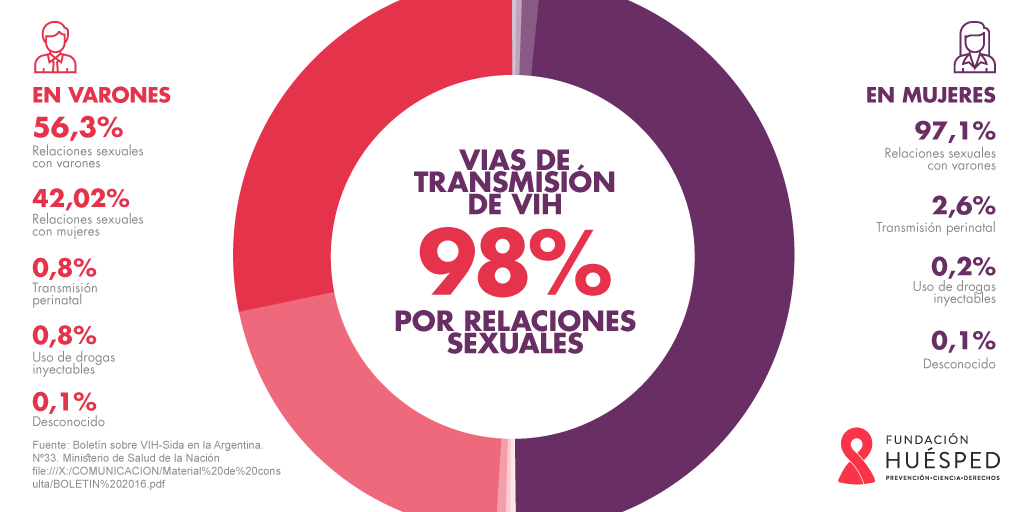 EN VARONES
56,3%
Relaciones sexuales
con varones
42,02%
Relaciones sexuales
con mujeres
0,8%
Transmisión
perinatal
0,8%
Uso de drogas
inyectables
0,1%
Desconocido
Fuente: Boletín sobre VIH-Sida en la Argentina.
Nº33. Ministerio de Salud de la Nación
file:///X:/COMUNICACION/Material%20de%20cons
ulta/BOLETIN%202016.pdf
VIAS DE
TRANSMISIÓN
DE VIH
98%
POR RELACIONES
SEXUALES
EN MUJERES
97,1%
Relaciones sexuales
con varones
2,6%
Transmisión perinatal
0,2%
Uso de drogas
inyectables
0,1%
Desconocido
FUNDACIÓN
HUÉSPED
PREVENCIÓN•CIENCIA•DERECHOS